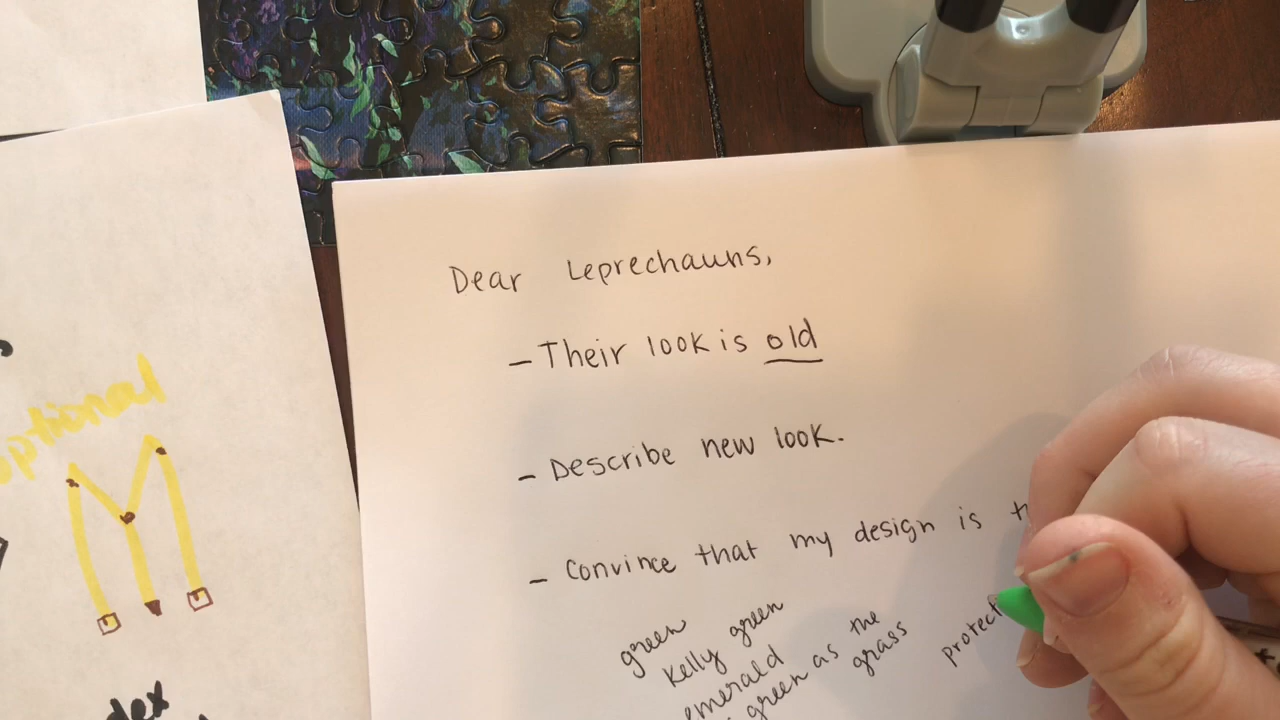 Dear Leprechauns,
- Their look is old
- Describe new look.
- Convince that my design is
green
Kelly green
emerald
green as the
grass
protect
optional
dex